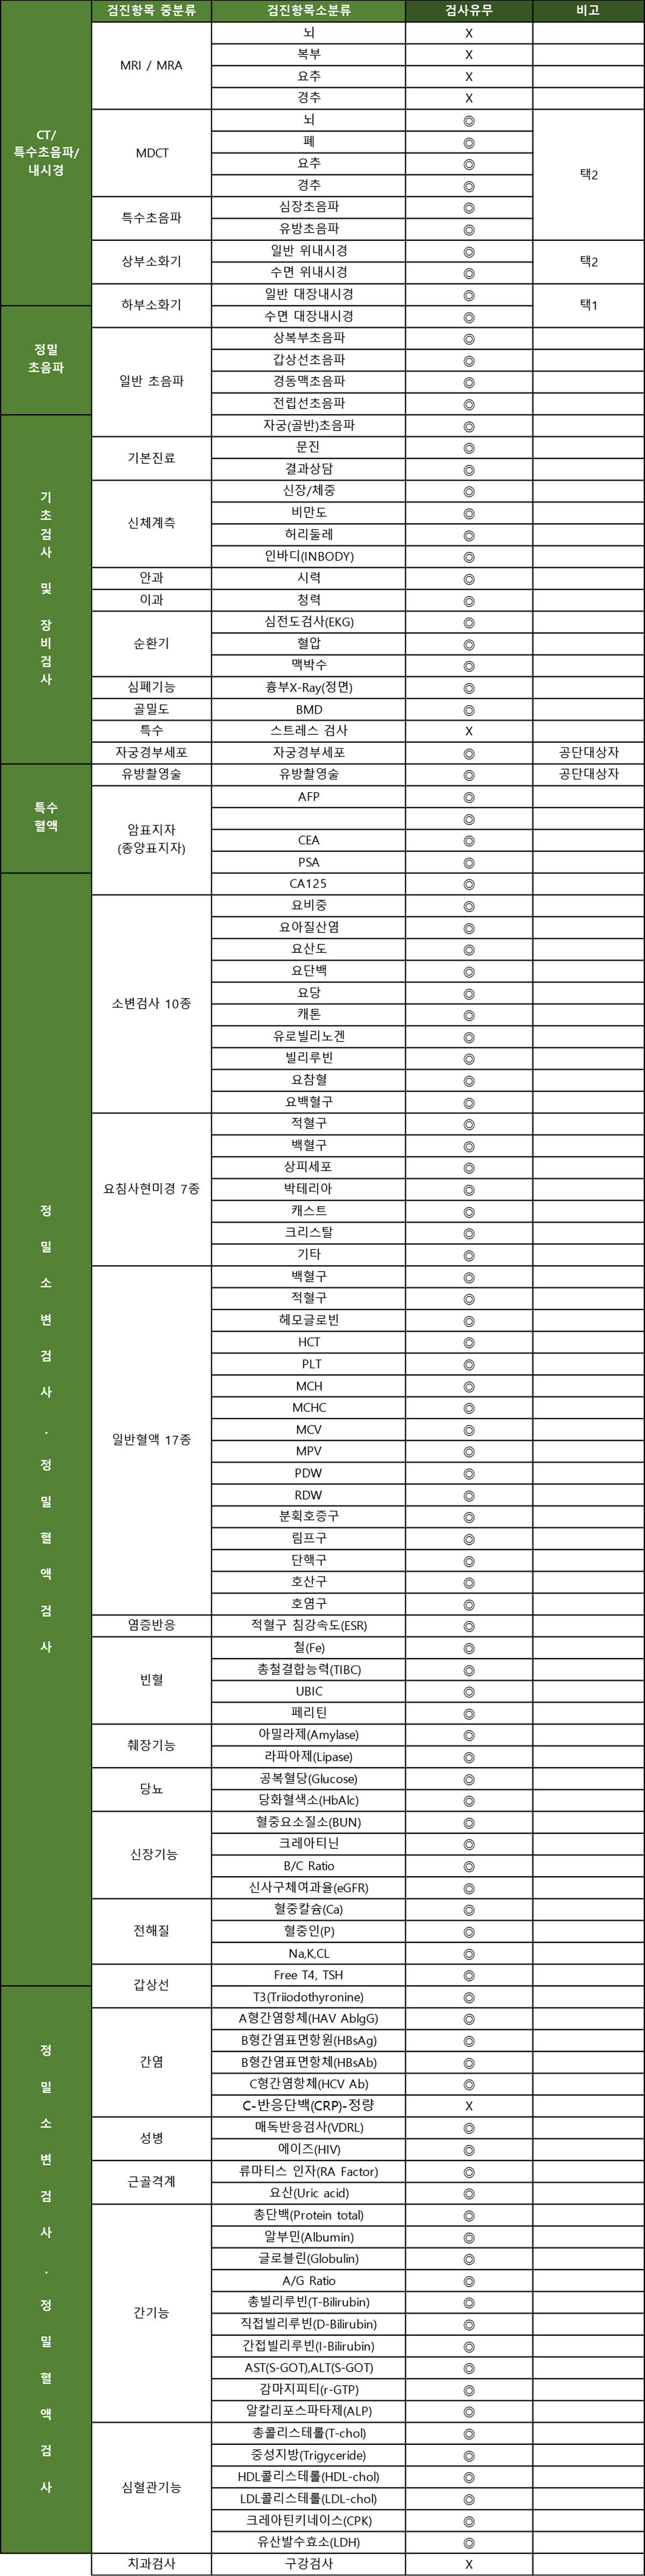 검진항목 중분류 검진항목소분류 검사유무 비고
CT/
특수초음파/
내시경
MRI / MRA
뇌 X
복부 X
요추 X
경추 X
MDCT
뇌 ◎
폐 ◎
요추 ◎
경추 ◎
택2
특수초음파
심장초음파 ◎
유방초음파 ◎
상부소화기
일반 위내시경 ◎
수면 위내시경 ◎
택2
하부소화기
일반 대장내시경 ◎
수면 대장내시경 ◎
택1
정밀
초음파
일반 초음파
상복부초음파 ◎
갑상선초음파 ◎
경동맥초음파 ◎
전립선초음파 ◎
자궁(골반)초음파 ◎
기
초
검
사
및
장
비
검
사
기본진료
문진 ◎
결과상담 ◎
신체계측
신장/체중 ◎
비만도 ◎
허리둘레 ◎
인바디(INBODY) ◎
안과 시력 ◎
이과 청력 ◎
순환기
심전도검사(EKG) ◎
혈압 ◎
맥박수 ◎
심폐기능 흉부X-Ray(정면) ◎
골밀도 BMD ◎
특수 스트레스 검사 X
자궁경부세포 자궁경부세포 ◎ 공단대상자
유방촬영술 유방촬영술 ◎ 공단대상자
특수
혈액
암표지자
(종양표지자)
AFP ◎
◎
CEA ◎
PSA ◎
CA125 ◎
정
밀
소
변
검
사
.
정
밀
혈
액
검
사
소변검사 10종
요비중 ◎
요아질산염 ◎
요산도 ◎
요단백 ◎
요당 ◎
캐톤 ◎
유로빌리노겐 ◎
빌리루빈 ◎
요참혈 ◎
요백혈구 ◎
요침사현미경 7종
적혈구 ◎
백혈구 ◎
상피세포 ◎
박테리아 ◎
캐스트 ◎
크리스탈 ◎
기타 ◎
일반혈액 17종
백혈구 ◎
적혈구 ◎
헤모글로빈 ◎
HCT ◎
PLT ◎
MCH ◎
MCHC ◎
MCV ◎
MPV ◎
PDW ◎
RDW ◎
분획호중구 ◎
림프구 ◎
단핵구 ◎
호산구 ◎
호염구 ◎
염증반응 적혈구 침강속도(ESR) ◎
빈혈
철(Fe) ◎
총철결합능력(TIBC) ◎
UBIC ◎
페리틴 ◎
췌장기능
아밀라제(Amylase) ◎
라파아제(Lipase) ◎
당뇨
공복혈당(Glucose) ◎
당화혈색소(HbAlc) ◎
신장기능
혈중요소질소(BUN) ◎
크레아티닌 ◎
B/C Ratio ◎
신사구체여과율(eGFR) ◎
전해질
혈중칼슘(Ca) ◎
혈중인(P) ◎
Na,K,CL ◎
갑상선
Free T4, TSH ◎
T3(Triiodothyronine) ◎
정
밀
소
변
검
사
.
정
밀
혈
액
검
사
간염
A형간염항체(HAV AblgG) ◎
B형간염표면항원(HBsAg) ◎
B형간염표면항체(HBsAb) ◎
C형간염항체(HCV Ab) ◎
C-반응단백(CRP)-정량 X
성병
매독반응검사(VDRL) ◎
에이즈(HIV) ◎
근골격계
류마티스 인자(RA Factor) ◎
요산(Uric acid) ◎
간기능
총단백(Protein total) ◎
알부민(Albumin) ◎
글로블린(Globulin) ◎
A/G Ratio ◎
총빌리루빈(T-Bilirubin) ◎
직접빌리루빈(D-Bilirubin) ◎
간접빌리루빈(I-Bilirubin) ◎
AST(S-GOT),ALT(S-GOT) ◎
감마지피티(r-GTP) ◎
알칼리포스파타제(ALP) ◎
심혈관기능
총콜리스테롤(T-chol) ◎
중성지방(Trigyceride) ◎
HDL콜리스테롤(HDL-chol) ◎
LDL콜리스테롤(LDL-chol) ◎
크레아틴키네이스(CPK) ◎
유산발수효소(LDH) ◎
치과검사 구강검사 X